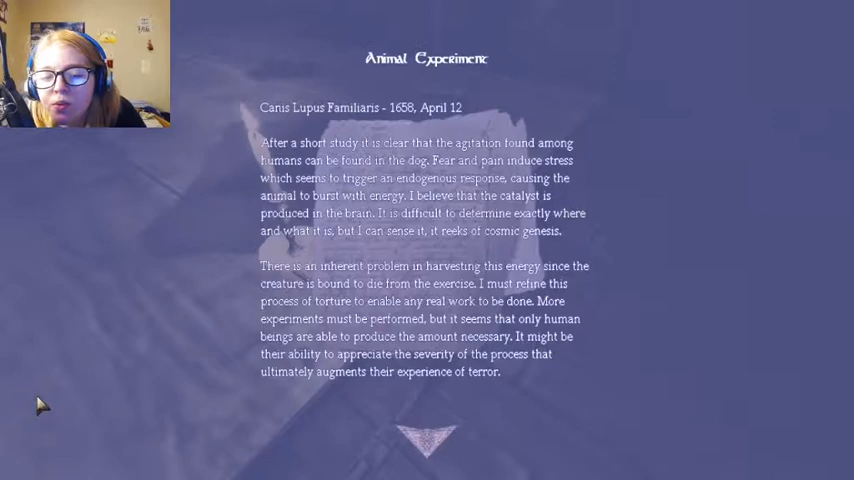 Animal Experiment
Canis Lupus Familiaris - 1658, April 12
After a short study it is clear that the agitation found among
humans can be found in the dog. Fear and pain induce stress
which seems to trigger an endogenous response, causing the
animal to burst with energy. I believe that the catalyst is
produced in the brain. It is difficult to determine exactly where
and what it is, but I can sense it, it reeks of cosmic genesis.
There is an inherent problem in harvesting this energy since the
creature is bound to die from the exercise. I must refine this
process of torture to enable any real work to be done. More
experiments must be performed, but it seems that only human
beings are able to produce the amount necessary. It might be
their ability to appreciate the severity of the process that
ultimately augments their experience of terror.